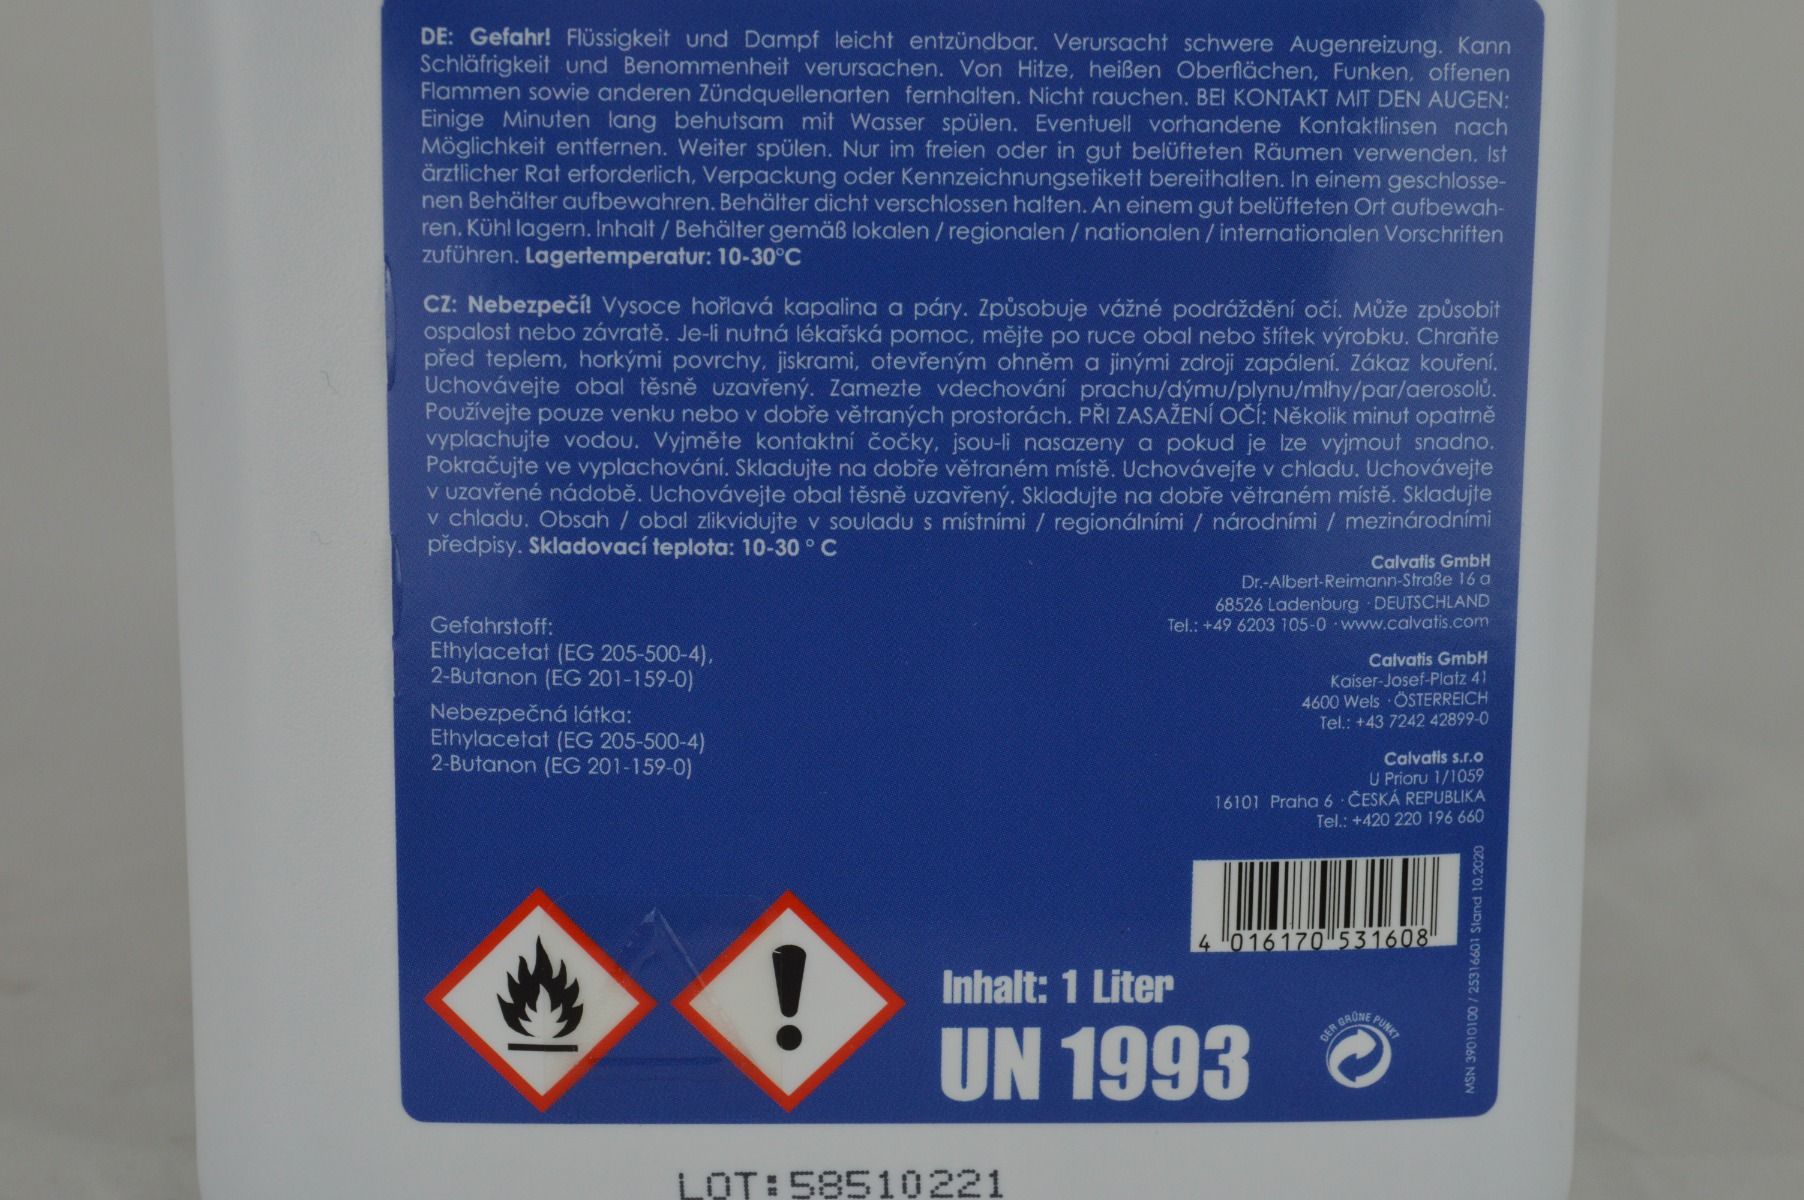 DE: Gefahr! Flüssigkeit und Dampf leicht entzündbar. Verursacht schwere Augenreizung. Kann
Schläfrigkeit und Benommenheit verursachen. Von Hitze, heißen Oberflächen, Funken, offenen
Flammen sowie anderen Zündquellenarten fernhalten. Nicht rauchen. BEI KONTAKT MIT DEN AUGEN:
Einige Minuten lang behutsam mit Wasser spülen. Eventuell vorhandene Kontaktlinsen nach
Möglichkeit entfernen. Weiter spülen. Nur im freien oder in gut belüfteten Räumen verwenden. Ist
ärztlicher Rat erforderlich, Verpackung oder Kennzeichnungsetikett bereithalten. In einem geschlosse-
nen Behälter aufbewahren. Behälter dicht verschlossen halten. An einem gut belüfteten Ort aufbewah-
ren. Kühl lagern. Inhalt / Behälter gemäß lokalen / regionalen / nationalen / internationalen Vorschriften
zuführen. Lagertemperatur: 10-30°C
CZ: Nebezpečí! Vysoce hořlavá kapalina a páry. Způsobuje vážné podráždění očí. Může způsobit
ospalost nebo závratě. Je-li nutná lékařská pomoc, mějte po ruce obal nebo štítek výrobku. Chraňte
před teplem, horkými povrchy, jiskrami, otevřeným ohněm a jinými zdroji zapálení. Zákaz kouření.
Uchovávejte obal těsně uzavřený. Zamezte vdechování prachu/dýmu/plynu/mlhy/par/aerosolů.
Používejte pouze venku nebo v dobře větraných prostorách. PŘI ZASAŽENÍ OČÍ: Několik minut opatrně
vyplachujte vodou. Vyjměte kontaktní čočky, jsou-li nasazeny a pokud je lze vyjmout snadno.
Pokračujte ve vyplachování. Skladujte na dobře větraném místě. Uchovávejte v chladu. Uchovávejte
v uzavřené nádobě. Uchovávejte obal těsně uzavřený. Skladujte na dobře větraném místě. Skladujte
v chladu. Obsah / obal zlikvidujte v souladu s místními / regionálními / národními / mezinárodními
předpisy. Skladovací teplota: 10-30 ° C
Gefahrstoff:
Ethylacetat (EG 205-500-4),
2-Butanon (EG 201-159-0)
Nebezpečná látka:
Ethylacetat (EG 205-500-4)
2-Butanon (EG 201-159-0)
Calvatis GmbH
Dr.-Albert-Reimann-Straße 16 a
68526 Ladenburg · DEUTSCHLAND
Tel.: +49 6203 105-0 · www.calvatis.com
Calvatis GmbH
Kaiser-Josef-Platz 41
4600 Wels · ÖSTERREICH
Tel.: +43 7242 42899-0
Calvatis s.r.o
U Prioru 1/1059
16101 Praha 6 · ČESKÁ REPUBLIKA
Tel.: +420 220 196 660
4 016170 531608
MSN 39010100 / 25316601 Stand 10.2020
Inhalt: 1 Liter
UN 1993
DER GRÜNE PUNKT
LOT:58510221